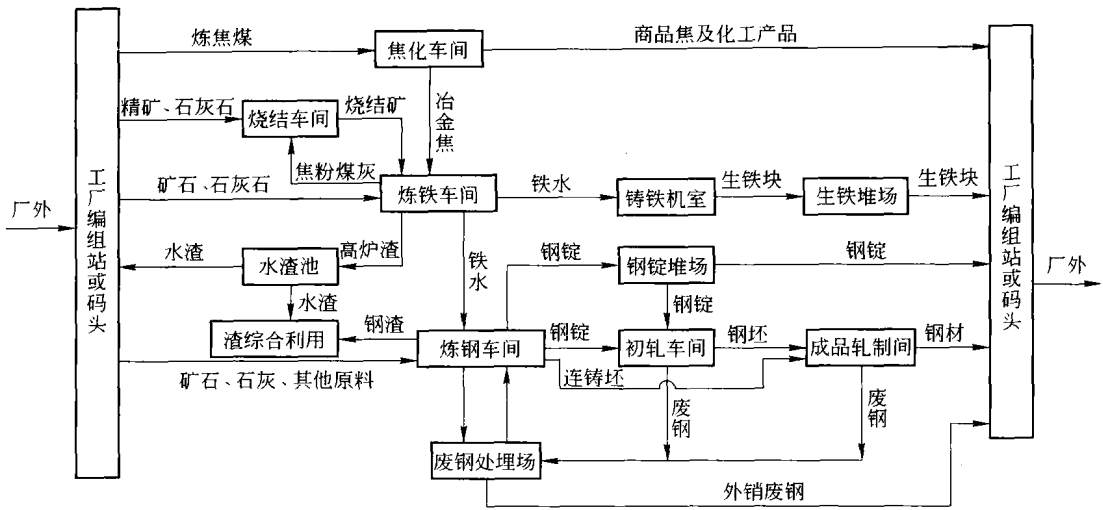 炼焦煤
焦化车间
商品焦及化工产品
冶金焦
精矿、石灰石
烧结车间
烧结矿
焦粉煤灰
矿石、石灰石
炼铁车间
铁水
铸铁机室
生铁块
生铁堆场
生铁块
厂外
工厂编组站或码头
水渣
水渣池
高炉渣
铁水
钢锭
钢锭堆场
钢锭
工厂编组站或码头
厂外
水渣
钢锭
渣综合利用
钢渣
炼钢车间
钢锭
初轧车间
钢坯
成品轧制间
钢材
矿石、石灰、其他原料
连铸坯
废钢
废钢
废钢处理场
外销废钢